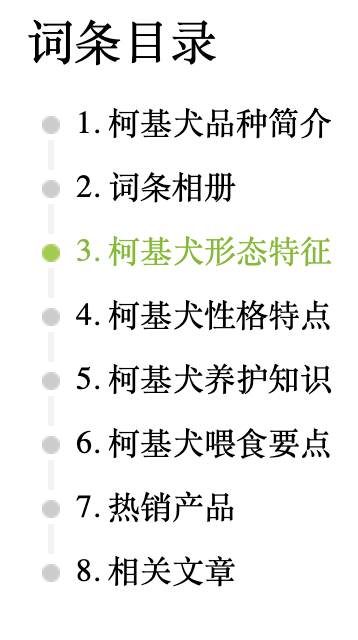 词条目录
1. 柯基犬品种简介
2. 词条相册
3. 柯基犬形态特征
4. 柯基犬性格特点
5. 柯基犬养护知识
6. 柯基犬喂食要点
7. 热销产品
8. 相关文章